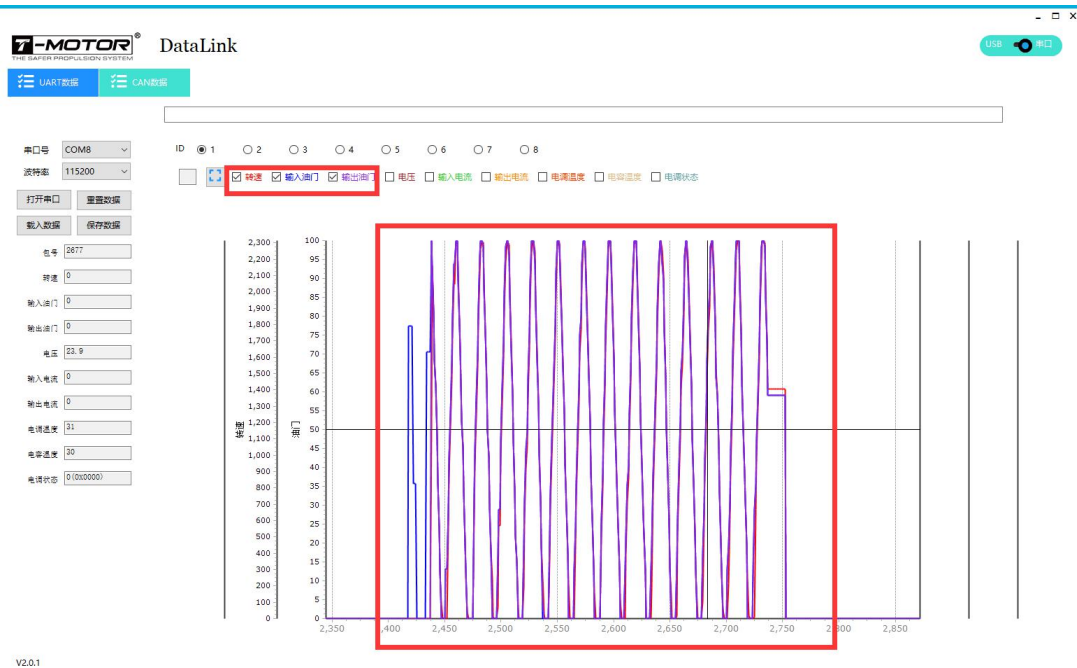 T-MOTOR® DataLink
THE SAFER PROPULSION SYSTEM
USB 串口
UART数据 CAN数据
串口号 COM8
波特率 115200
打开串口 重置数据
载入数据 保存数据
包号 2677
转速 0
输入油门 0
输出油门 0
电压 23.9
输入电流 0
输出电流 0
电调温度 31
电容温度 30
电调状态 0(0X0000)
ID 1 2 3 4 5 6 7 8
转速 输入油门 输出油门 电压 输入电流 输出电流 电调温度 电容温度 电调状态
转速
2,300
2,200
2,100
2,000
1,900
1,800
1,700
1,600
1,500
1,400
1,300
1,200
1,100
1,000
900
800
700
600
500
400
300
200
100
0
油门
100
95
90
85
80
75
70
65
60
55
50
45
40
35
30
25
20
15
10
5
0
2,350 2,400 2,450 2,500 2,550 2,600 2,650 2,700 2,750 2,800 2,850
V2.0.1